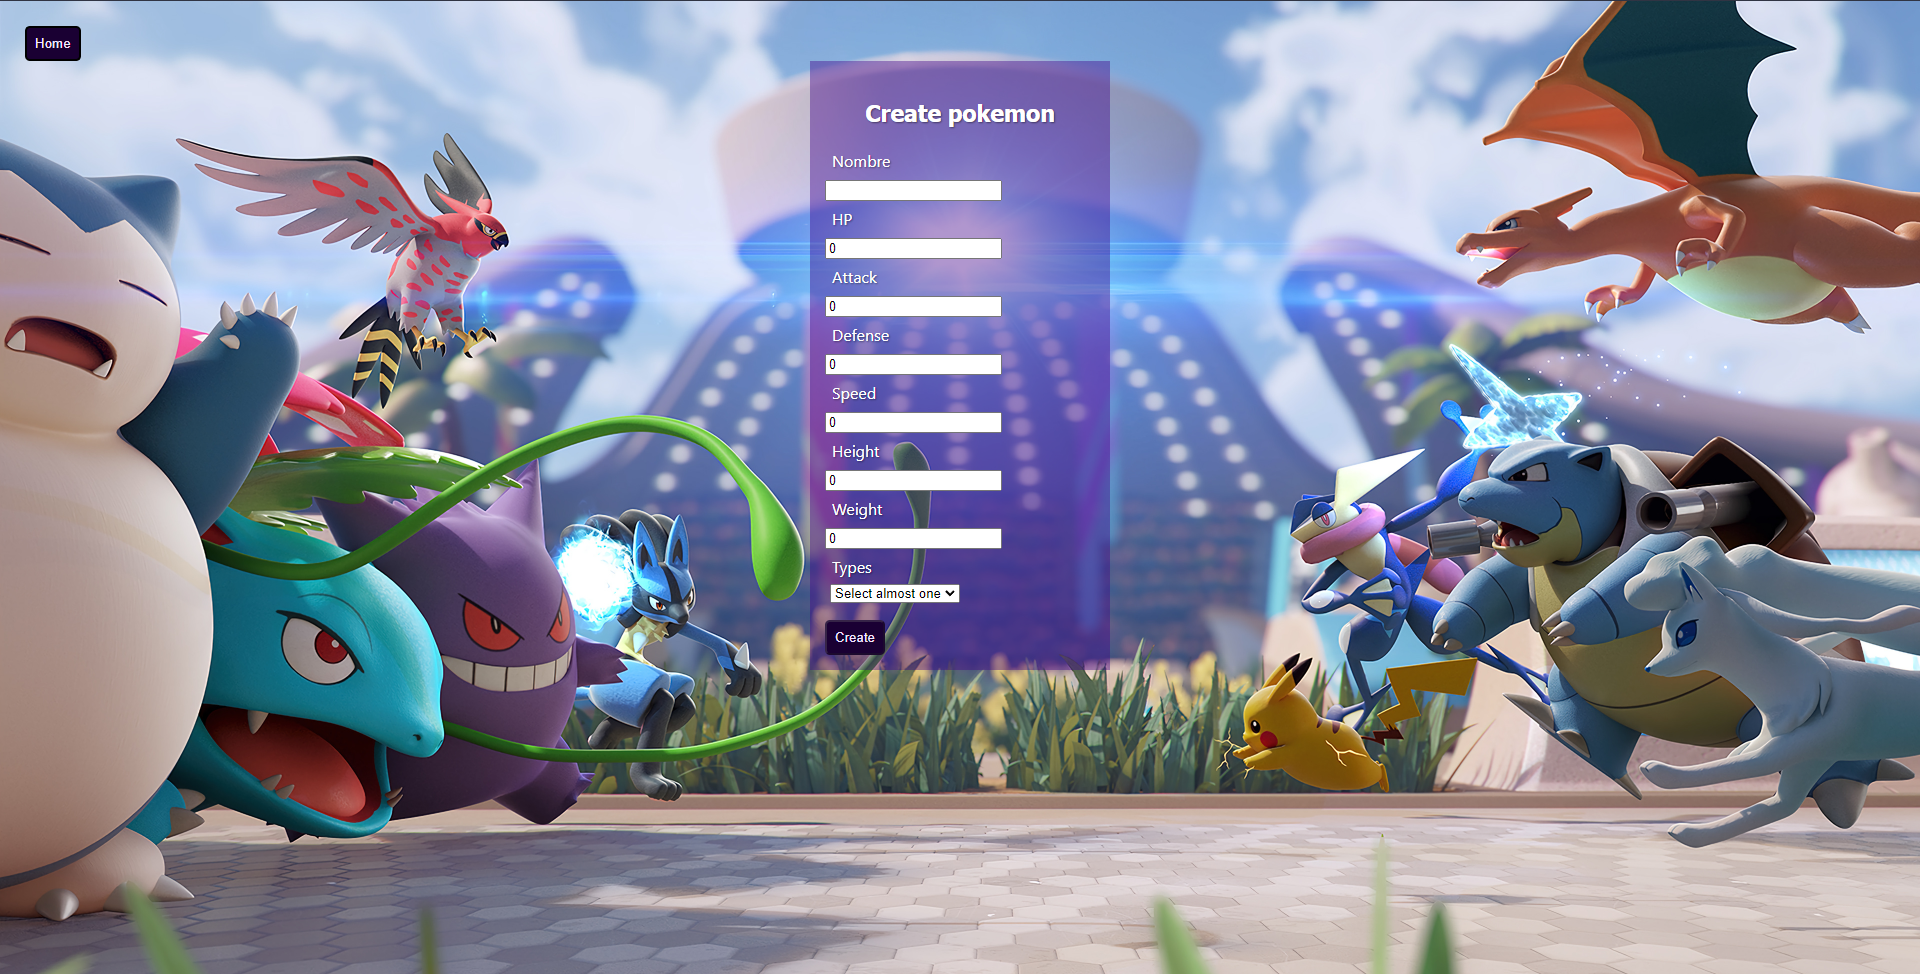 Home
Create pokemon
Nombre
HP
0
Attack
0
Defense
0
Speed
0
Height
0
Weight
0
Types
Select almost one
Create